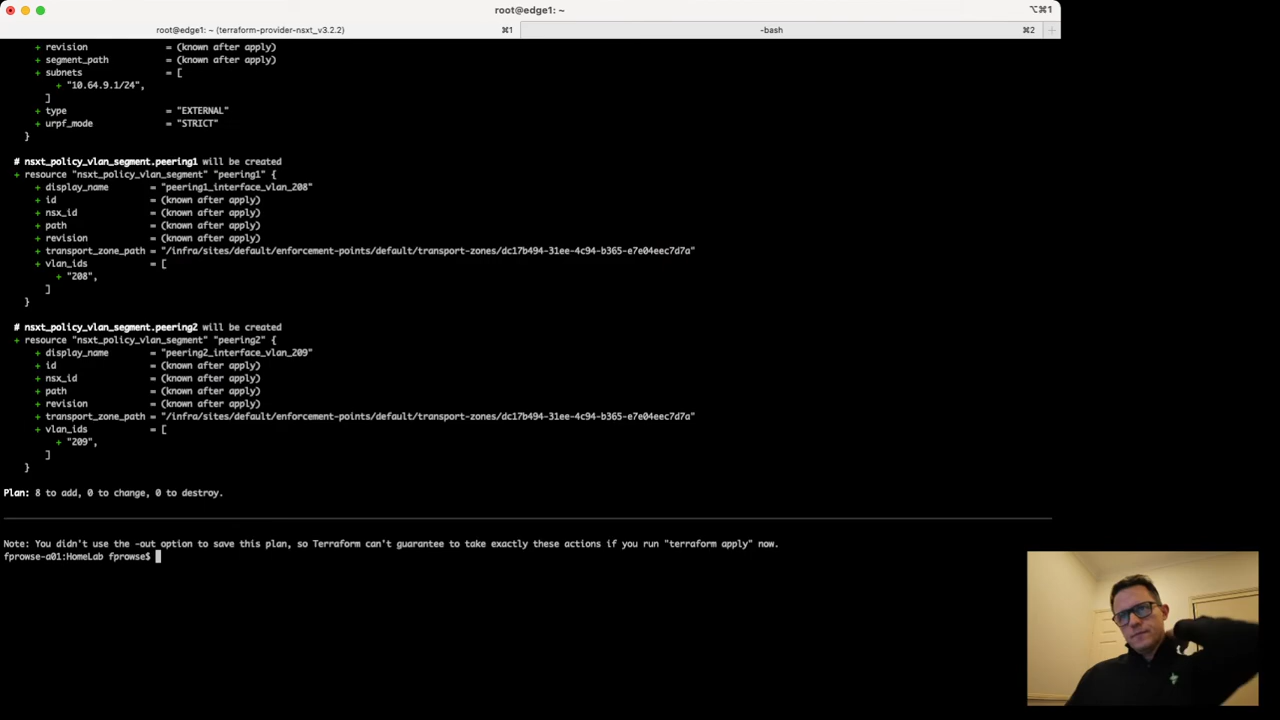 root@edge1: ~
⌥⌘1
root@edge1: ~ (terraform-provider-nsxt_v3.2.2)
⌘1
-bash
⌘2
+
+ revision = (known after apply)
+ segment_path = (known after apply)
+ subnets = [
+ "10.64.9.1/24",
]
+ type = "EXTERNAL"
+ urpf_mode = "STRICT"
}
# nsxt_policy_vlan_segment.peering1 will be created
+ resource "nsxt_policy_vlan_segment" "peering1" {
+ display_name = "peering1_interface_vlan_208"
+ id = (known after apply)
+ nsx_id = (known after apply)
+ path = (known after apply)
+ revision = (known after apply)
+ transport_zone_path = "/infra/sites/default/enforcement-points/default/transport-zones/dc17b494-31ee-4c94-b365-e7e04eec7d7a"
+ vlan_ids = [
+ "208",
]
}
# nsxt_policy_vlan_segment.peering2 will be created
+ resource "nsxt_policy_vlan_segment" "peering2" {
+ display_name = "peering2_interface_vlan_209"
+ id = (known after apply)
+ nsx_id = (known after apply)
+ path = (known after apply)
+ revision = (known after apply)
+ transport_zone_path = "/infra/sites/default/enforcement-points/default/transport-zones/dc17b494-31ee-4c94-b365-e7e04eec7d7a"
+ vlan_ids = [
+ "209",
]
}
Plan: 8 to add, 0 to change, 0 to destroy.
Note: You didn't use the -out option to save this plan, so Terraform can't guarantee to take exactly these actions if you run "terraform apply" now.
fprowse-a01:HomeLab fprowse$